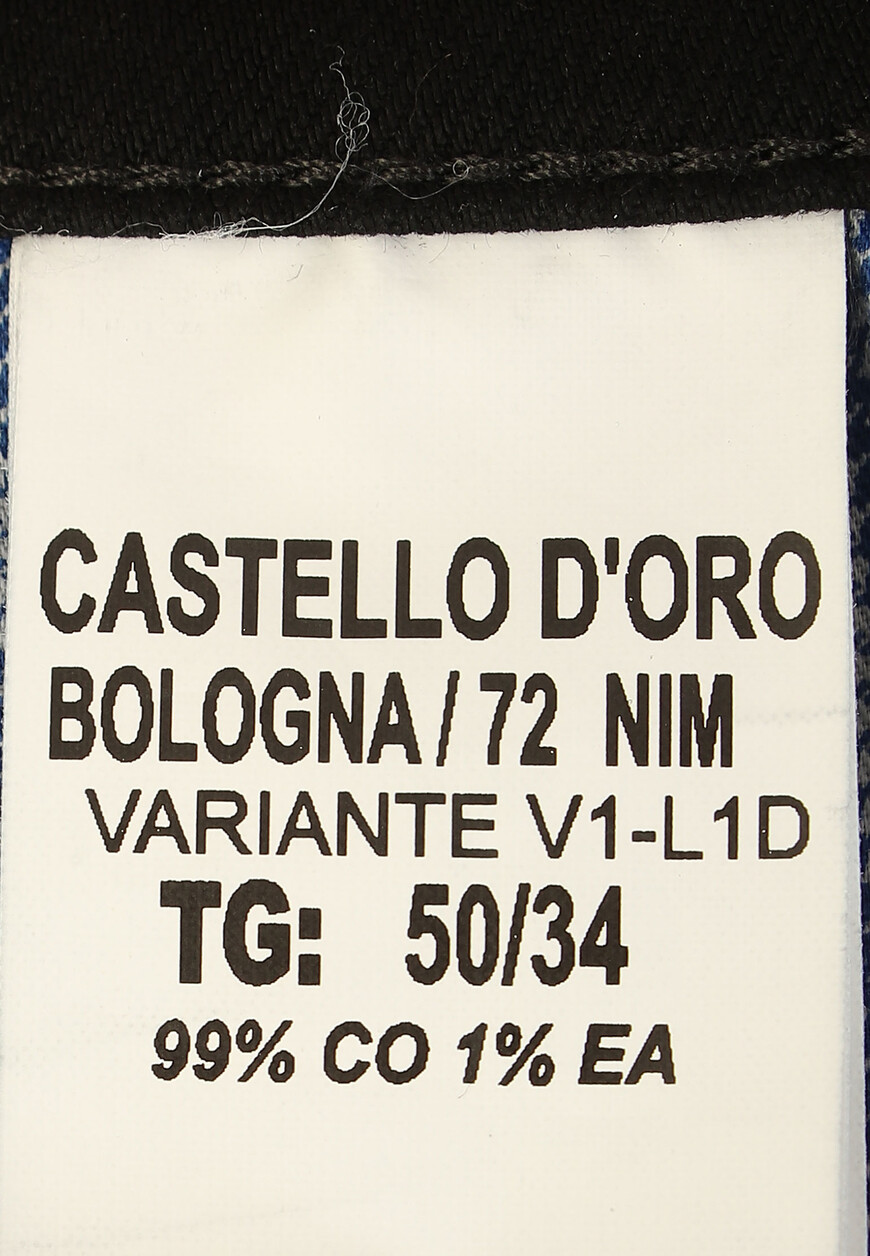 CASTELLO D'ORO
BOLOGNA / 72 NIM
VARIANTE V1-L1D
TG: 50/34
99% CO 1% EA